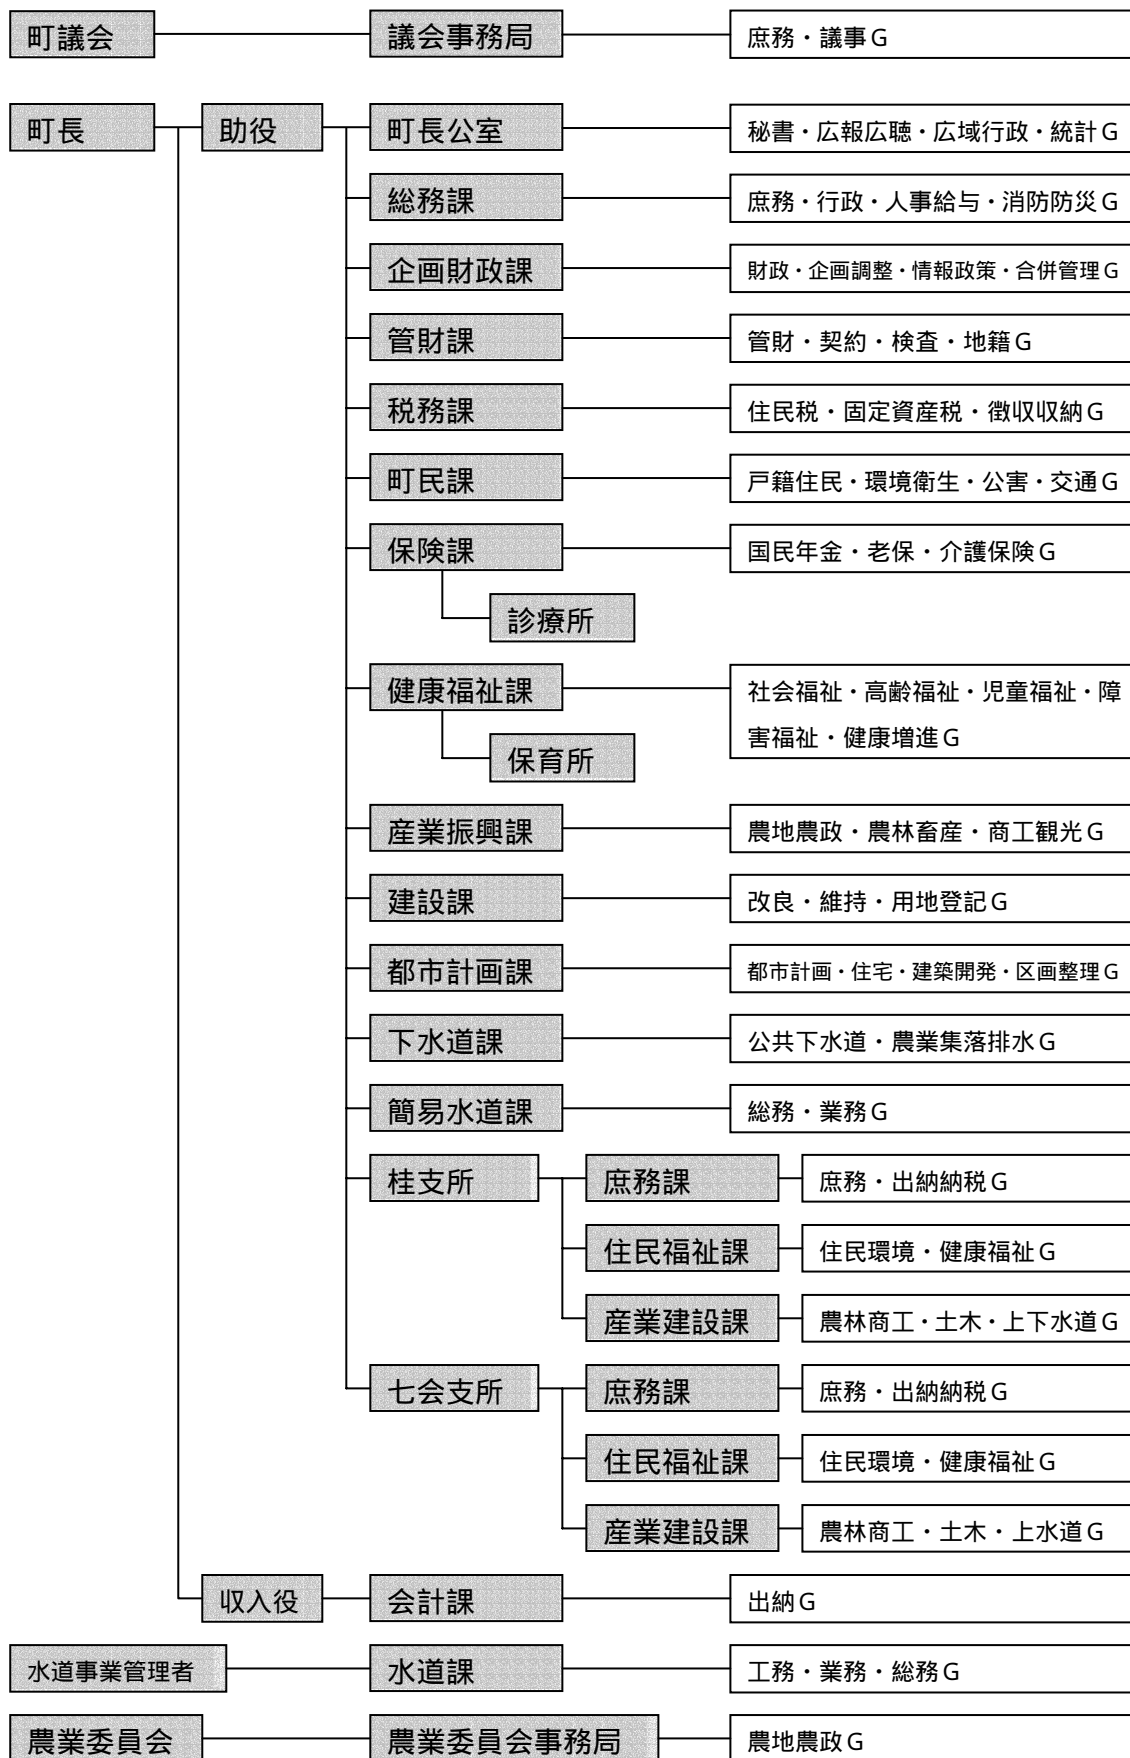 町議会 議会事務局 庶務・議事G
町長 助役 町長公室 秘書・広報広聴・広域行政・統計G
総務課 庶務・行政・人事給与・消防防災G
企画財政課 財政・企画調整・情報政策・合併管理G
管財課 管財・契約・検査・地籍G
税務課 住民税・固定資産税・徴収収納G
町民課 戸籍住民・環境衛生・公害・交通G
保険課 国民年金・老保・介護保険G
診療所
健康福祉課 社会福祉・高齢福祉・児童福祉・障
害福祉・健康増進G
保育所
産業振興課 農地農政・農林畜産・商工観光G
建設課 改良・維持・用地登記G
都市計画課 都市計画・住宅・建築開発・区画整理G
下水道課 公共下水道・農業集落排水G
簡易水道課 総務・業務G
桂支所 庶務課 庶務・出納納税G
住民福祉課 住民環境・健康福祉G
産業建設課 農林商工・土木・上下水道G
七会支所 庶務課 庶務・出納納税G
住民福祉課 住民環境・健康福祉G
産業建設課 農林商工・土木・上水道G
収入役 会計課 出納G
水道事業管理者 水道課 工務・業務・総務G
農業委員会 農業委員会事務局 農地農政G